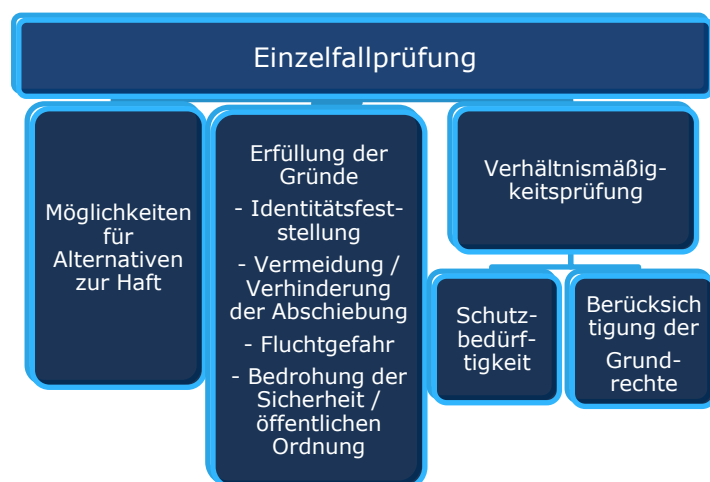 Einzelfallprüfung
Möglichkeiten
für
Alternativen
zur Haft
Erfüllung der
Gründe
- Identitätsfest-
stellung
- Vermeidung /
Verhinderung
der Abschiebung
- Fluchtgefahr
- Bedrohung der
Sicherheit /
öffentlichen
Ordnung
Verhältnismäßig-
keitsprüfung
Schutz-
bedürf-
tigkeit
Berücksich
tigung der
Grund-
rechte